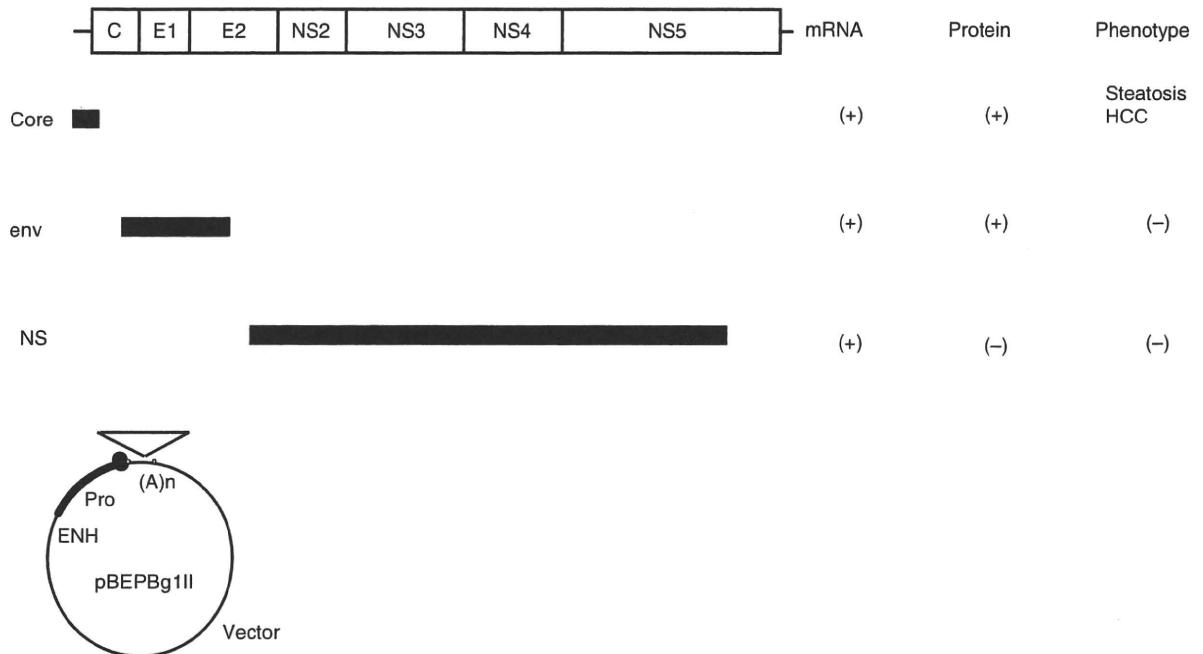 C E1 E2 NS2 NS3 NS4 NS5 mRNA Protein Phenotype
Core (+) (+) Steatosis
HCC
env (+) (+) (–)
NS (+) (–) (–)
(A)n
Pro
ENH
pBEPBg1II
Vector